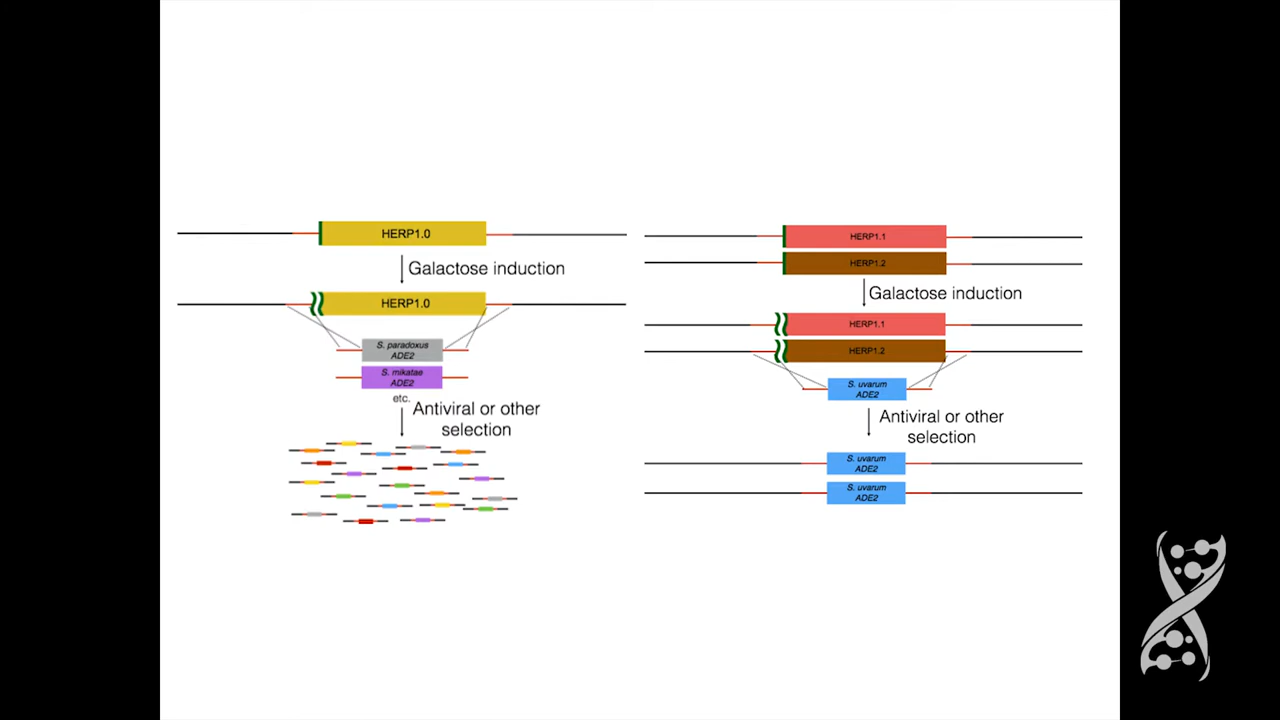 HERP1.0
Galactose induction
HERP1.0
S. paradoxus
ADE2
S. mikatae
ADE2
etc.
Antiviral or other
selection
HERP1.1
HERP1.2
Galactose induction
HERP1.1
HERP1.2
S. uvarum
ADE2
Antiviral or other
selection
S. uvarum
ADE2
S. uvarum
ADE2